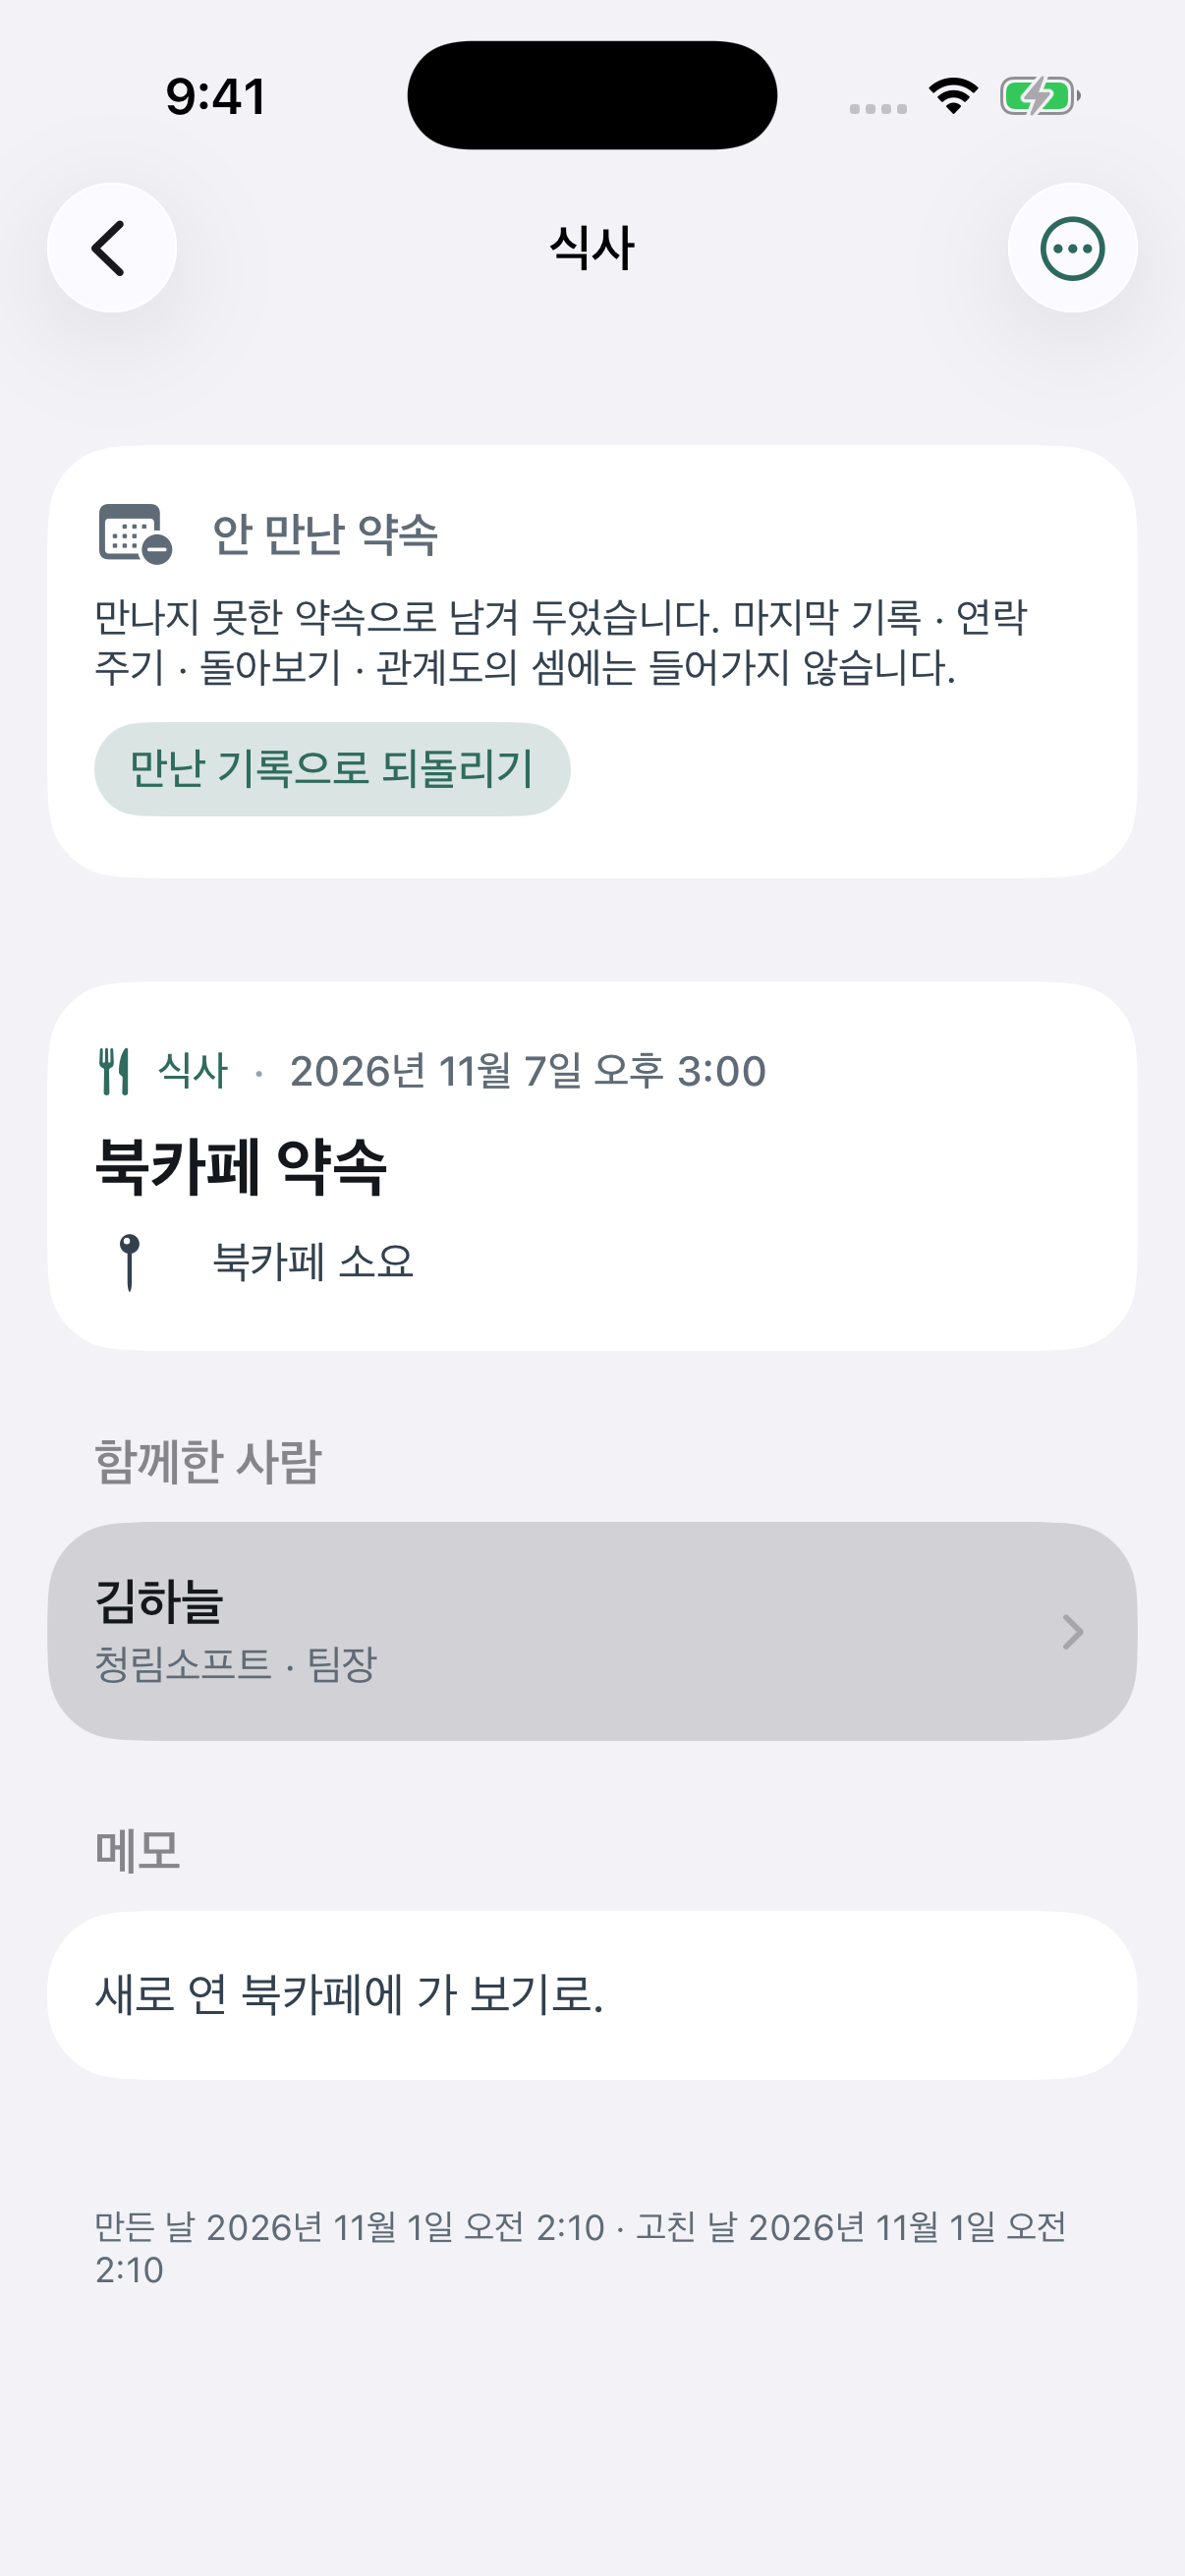 9:41
식사
안 만난 약속
만나지 못한 약속으로 남겨 두었습니다. 마지막 기록 · 연락
주기 · 돌아보기 · 관계도의 셈에는 들어가지 않습니다.
만난 기록으로 되돌리기
식사 · 2026년 11월 7일 오후 3:00
북카페 약속
북카페 소요
함께한 사람
김하늘
청림소프트 · 팀장
메모
새로 연 북카페에 가 보기로.
만든 날 2026년 11월 1일 오전 2:10 · 고친 날 2026년 11월 1일 오전
2:10